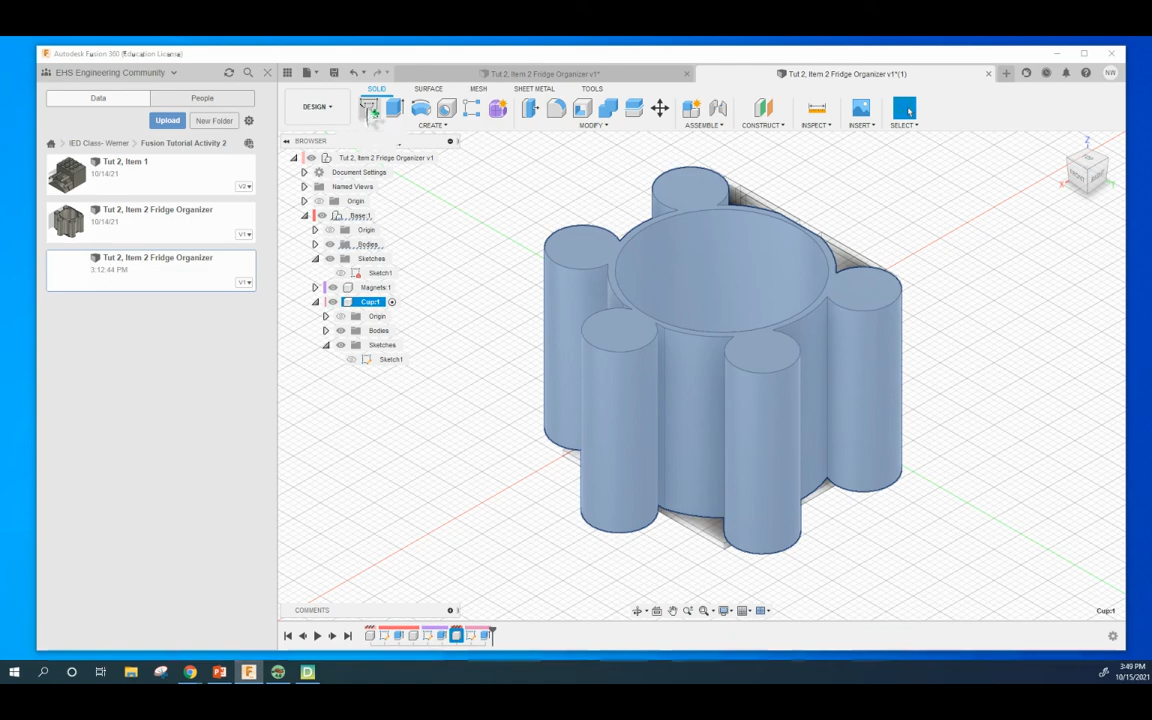 Autodesk Fusion 360 (Education License)
EHS Engineering Community
Tut 2, Item 2 Fridge Organizer v1*
Tut 2, Item 2 Fridge Organizer v1*(1)
NW
Data
People
SOLID
SURFACE
MESH
SHEET METAL
TOOLS
Upload
New Folder
DESIGN
CREATE
MODIFY
ASSEMBLE
CONSTRUCT
INSPECT
INSERT
SELECT
IED Class- Werner
Fusion Tutorial Activity 2
BROWSER
Tut 2, Item 1
10/14/21
V2
Tut 2, Item 2 Fridge Organizer
10/14/21
V1
Tut 2, Item 2 Fridge Organizer
3:12:44 PM
V1
Tut 2, Item 2 Fridge Organizer v1
Document Settings
Named Views
Origin
Base:1
Origin
Bodies
Sketches
Sketch1
Magnets:1
Cup:1
Origin
Bodies
Sketches
Sketch1
Z
FRONT
RIGHT
X
COMMENTS
Cup:1
3:49 PM
10/15/2021